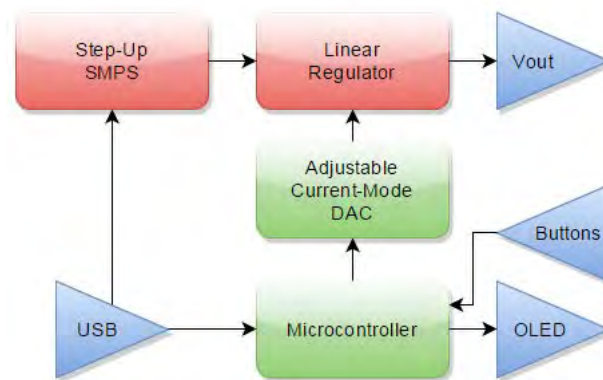 Step-Up
SMPS
Linear
Regulator
Vout
Adjustable
Current-Mode
DAC
Buttons
USB
Microcontroller
OLED